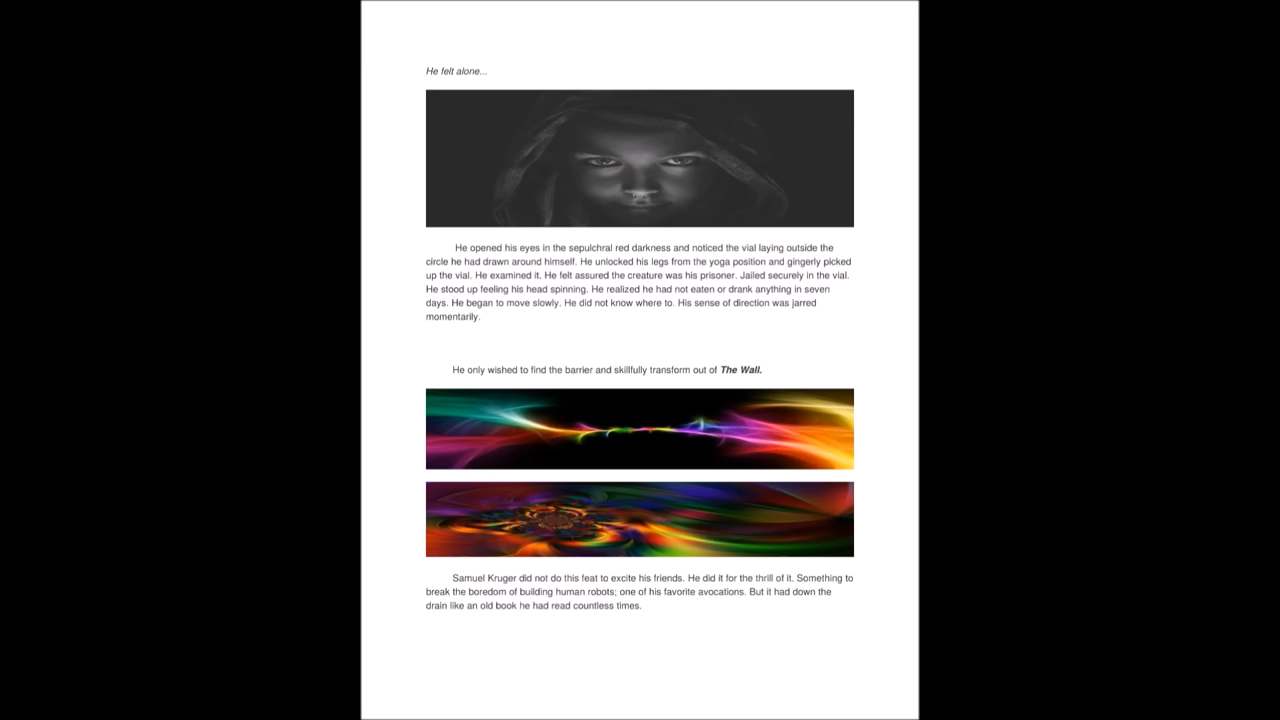 He felt alone...
He opened his eyes in the sepulchral red darkness and noticed the vial laying outside the
circle he had drawn around himself. He unlocked his legs from the yoga position and gingerly picked
up the vial. He examined it. He felt assured the creature was his prisoner. Jailed securely in the vial.
He stood up feeling his head spinning. He realized he had not eaten or drank anything in seven
days. He began to move slowly. He did not know where to. His sense of direction was jarred
momentarily.
He only wished to find the barrier and skillfully transform out of The Wall.
Samuel Kruger did not do this feat to excite his friends. He did it for the thrill of it. Something to
break the boredom of building human robots; one of his favorite avocations. But it had down the
drain like an old book he had read countless times.